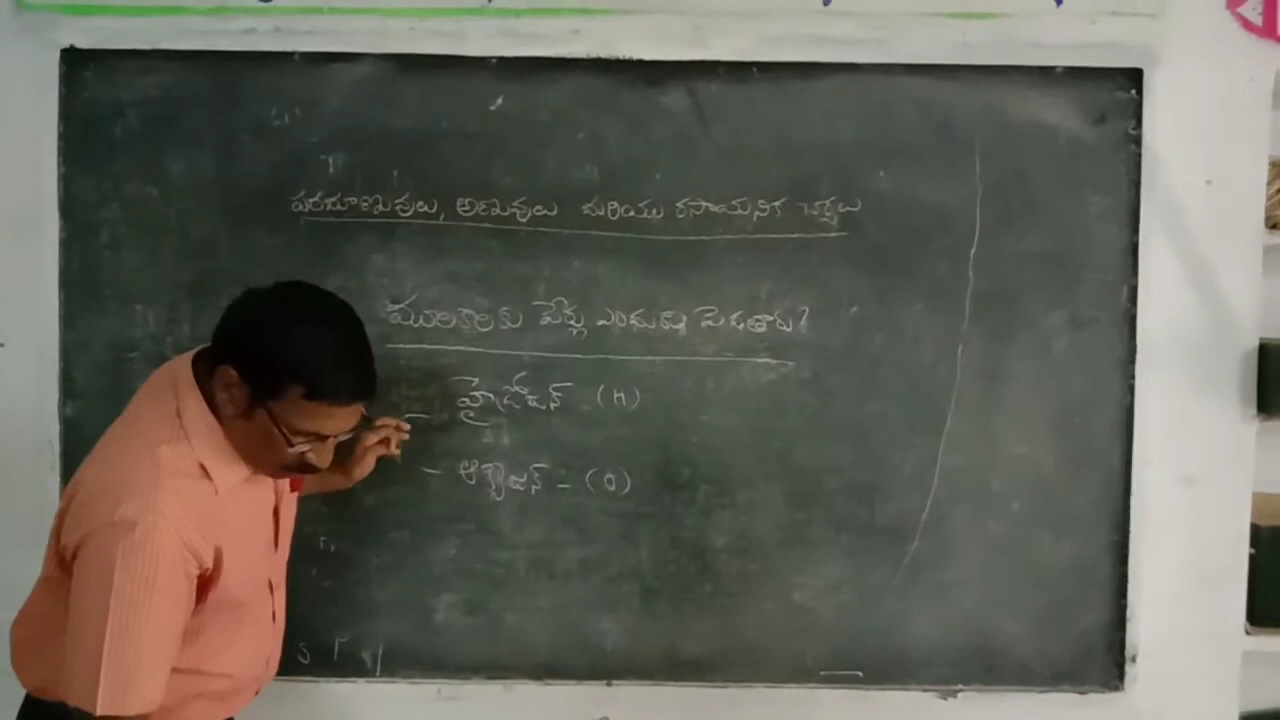 పరమాణువులు, అణువులు మరియు రసాయనిక చర్యలు
మూలకాలకు పేర్లు ఎందుకు పెడతారు?
- హైడ్రోజన్ - (H)
- ఆక్సిజన్ - (O)